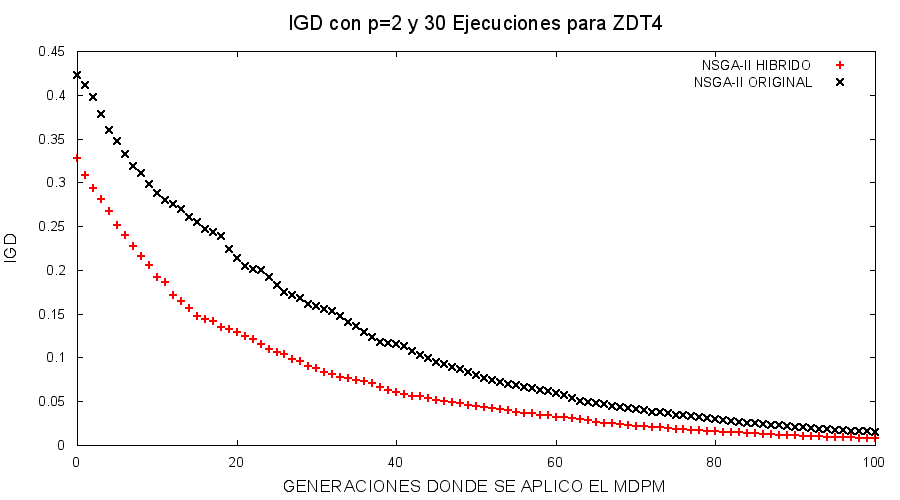 IGD con p=2 y 30 Ejecuciones para ZDT4
0.45
0.4
0.35
0.3
0.25
0.2
0.15
0.1
0.05
0
IGD
NSGA-II HIBRIDO
NSGA-II ORIGINAL
0 20 40 60 80 100
GENERACIONES DONDE SE APLICO EL MDPM